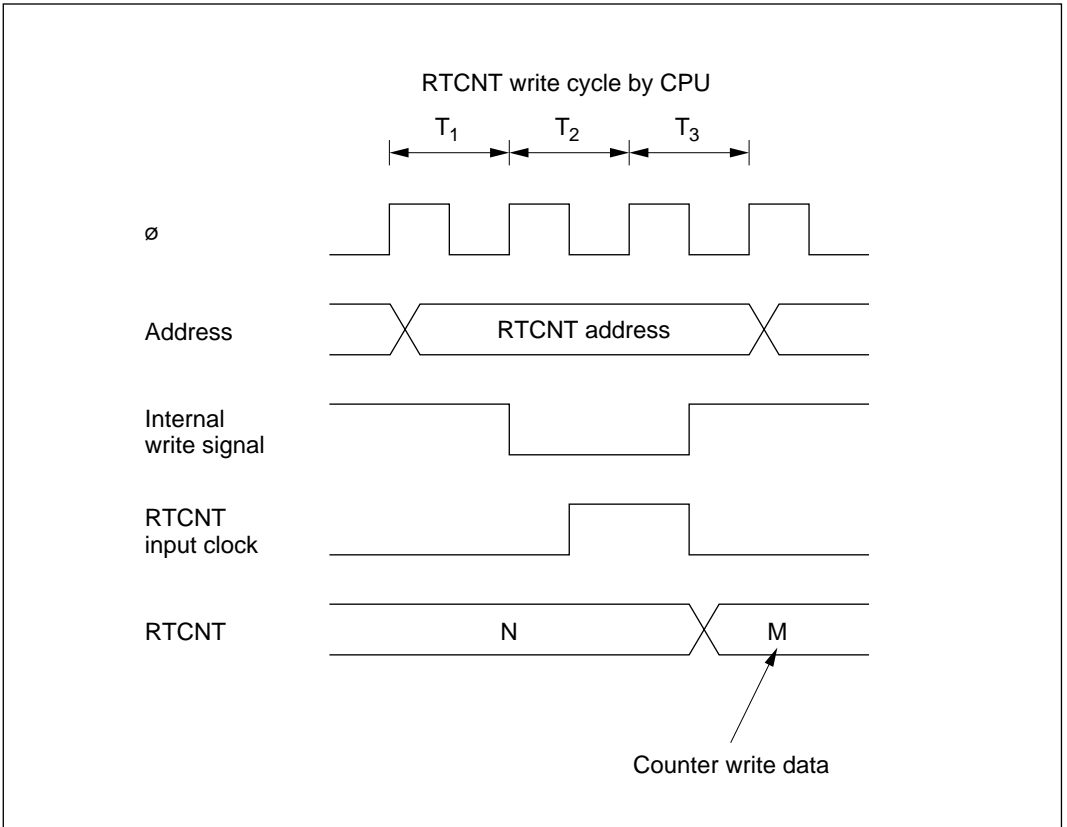 RTCNT write cycle by CPU
T1 T2 T3
ø
Address
RTCNT address
Internal
write signal
RTCNT
input clock
RTCNT
N
M
Counter write data